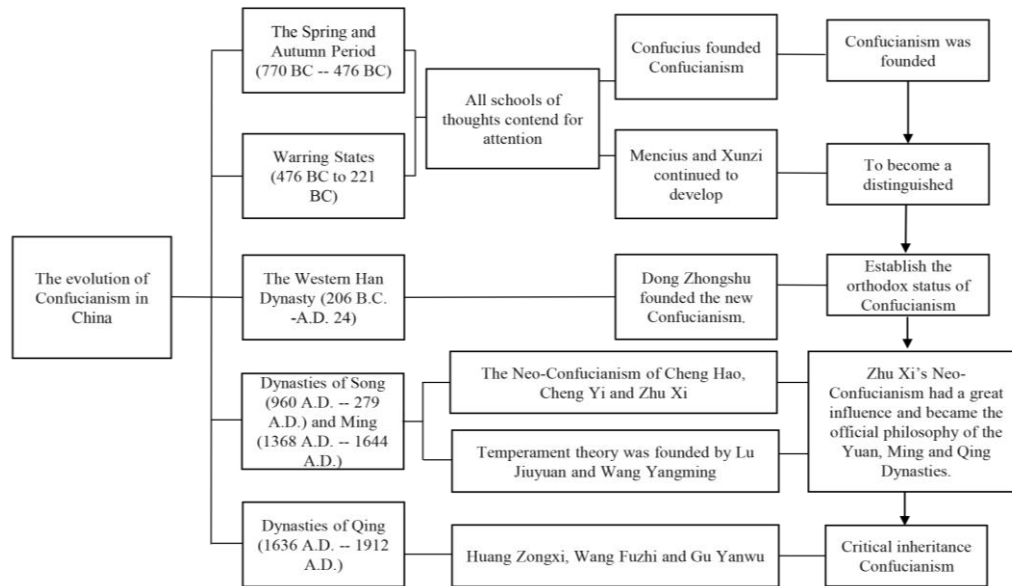 The evolution of
Confucianism in
China
The Spring and
Autumn Period
(770 BC -- 476 BC)
Warring States
(476 BC to 221
BC)
All schools of
thoughts contend for
attention
Confucius founded
Confucianism
Confucianism was
founded
Mencius and Xunzi
continued to
develop
To become a
distinguished
The Western Han
Dynasty (206 B.C.
-A.D. 24)
Dong Zhongshu
founded the new
Confucianism.
Establish the
orthodox status of
Confucianism
Dynasties of Song
(960 A.D. -- 279
A.D.) and Ming
(1368 A.D. -- 1644
A.D.)
The Neo-Confucianism of Cheng Hao,
Cheng Yi and Zhu Xi
Temperament theory was founded by Lu
Jiuyuan and Wang Yangming
Zhu Xi's Neo-
Confucianism had a great
influence and became the
official philosophy of the
Yuan, Ming and Qing
Dynasties.
Dynasties of Qing
(1636 A.D. -- 1912
A.D.)
Huang Zongxi, Wang Fuzhi and Gu Yanwu
Critical inheritance
Confucianism